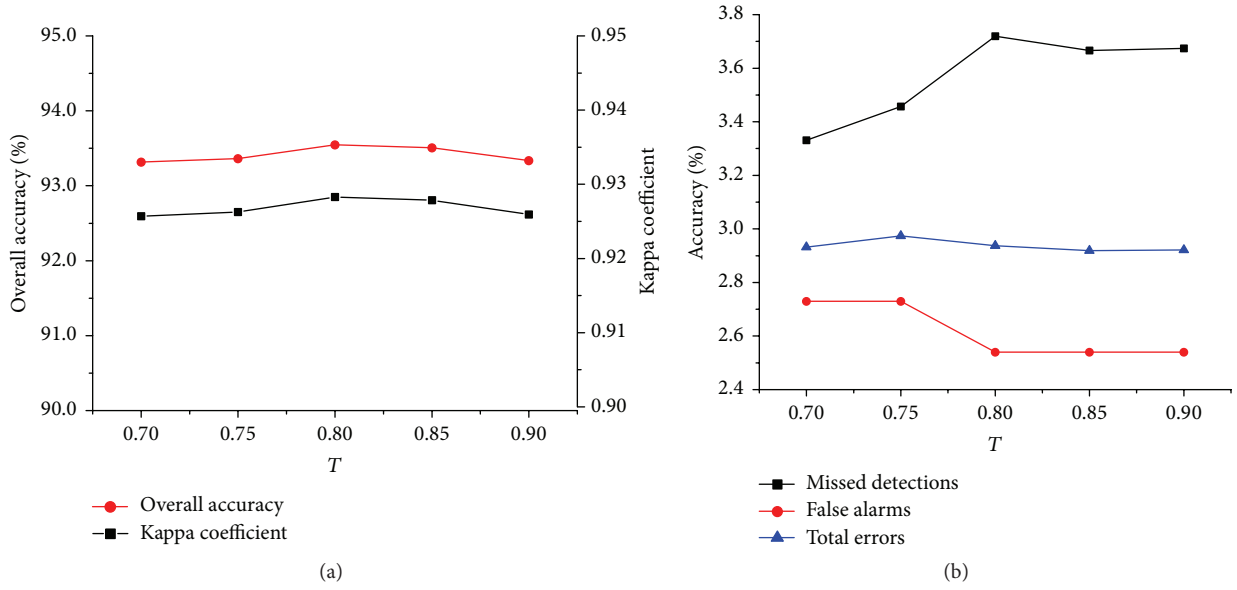 95.0
94.0
93.0
92.0
91.0
90.0
Overall accuracy (%)
0.95
0.94
0.93
0.92
0.91
0.90
Kappa coefficient
0.70 0.75 0.80 0.85 0.90
T
Overall accuracy
Kappa coefficient
(a)
3.8
3.6
3.4
3.2
3.0
2.8
2.6
2.4
Accuracy (%)
0.70 0.75 0.80 0.85 0.90
T
Missed detections
False alarms
Total errors
(b)